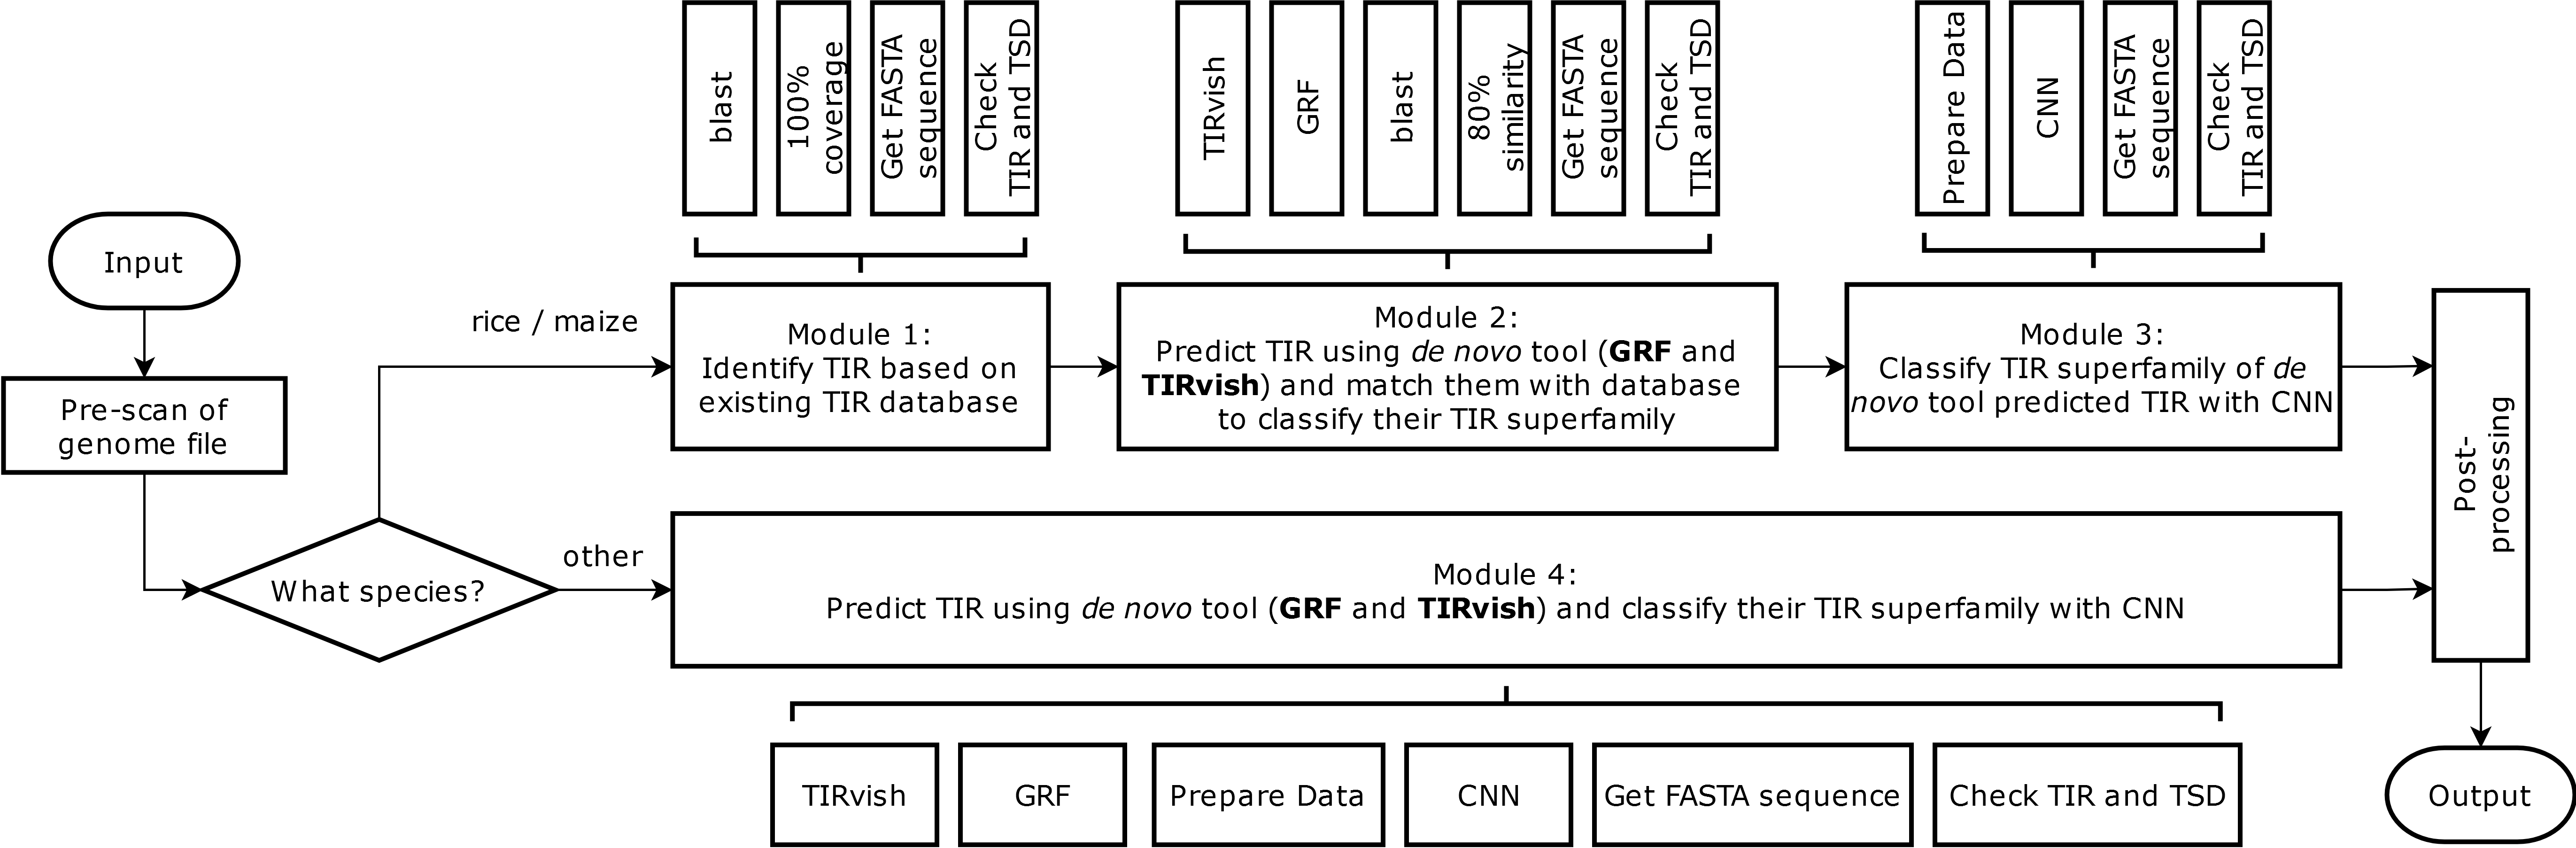 blast
100%
coverage
Get FASTA
sequence
Check
TIR and TSD
TIRvish
GRF
blast
80%
similarity
Get FASTA
sequence
Check
TIR and TSD
Prepare Data
CNN
Get FASTA
sequence
Check
TIR and TSD
Input
Pre-scan of
genome file
What species?
rice / maize
other
Module 1:
Identify TIR based on
existing TIR database
Module 2:
Predict TIR using de novo tool (GRF and
TIRvish) and match them with database
to classify their TIR superfamily
Module 3:
Classify TIR superfamily of de
novo tool predicted TIR with CNN
Module 4:
Predict TIR using de novo tool (GRF and TIRvish) and classify their TIR superfamily with CNN
TIRvish
GRF
Prepare Data
CNN
Get FASTA sequence
Check TIR and TSD
Post-
processing
Output